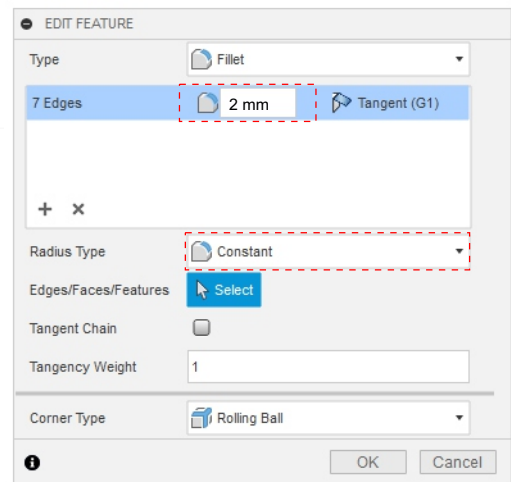 EDIT FEATURE
Type Fillet
7 Edges 2 mm Tangent (G1)
Radius Type Constant
Edges/Faces/Features Select
Tangent Chain
Tangency Weight 1
Corner Type Rolling Ball
OK Cancel